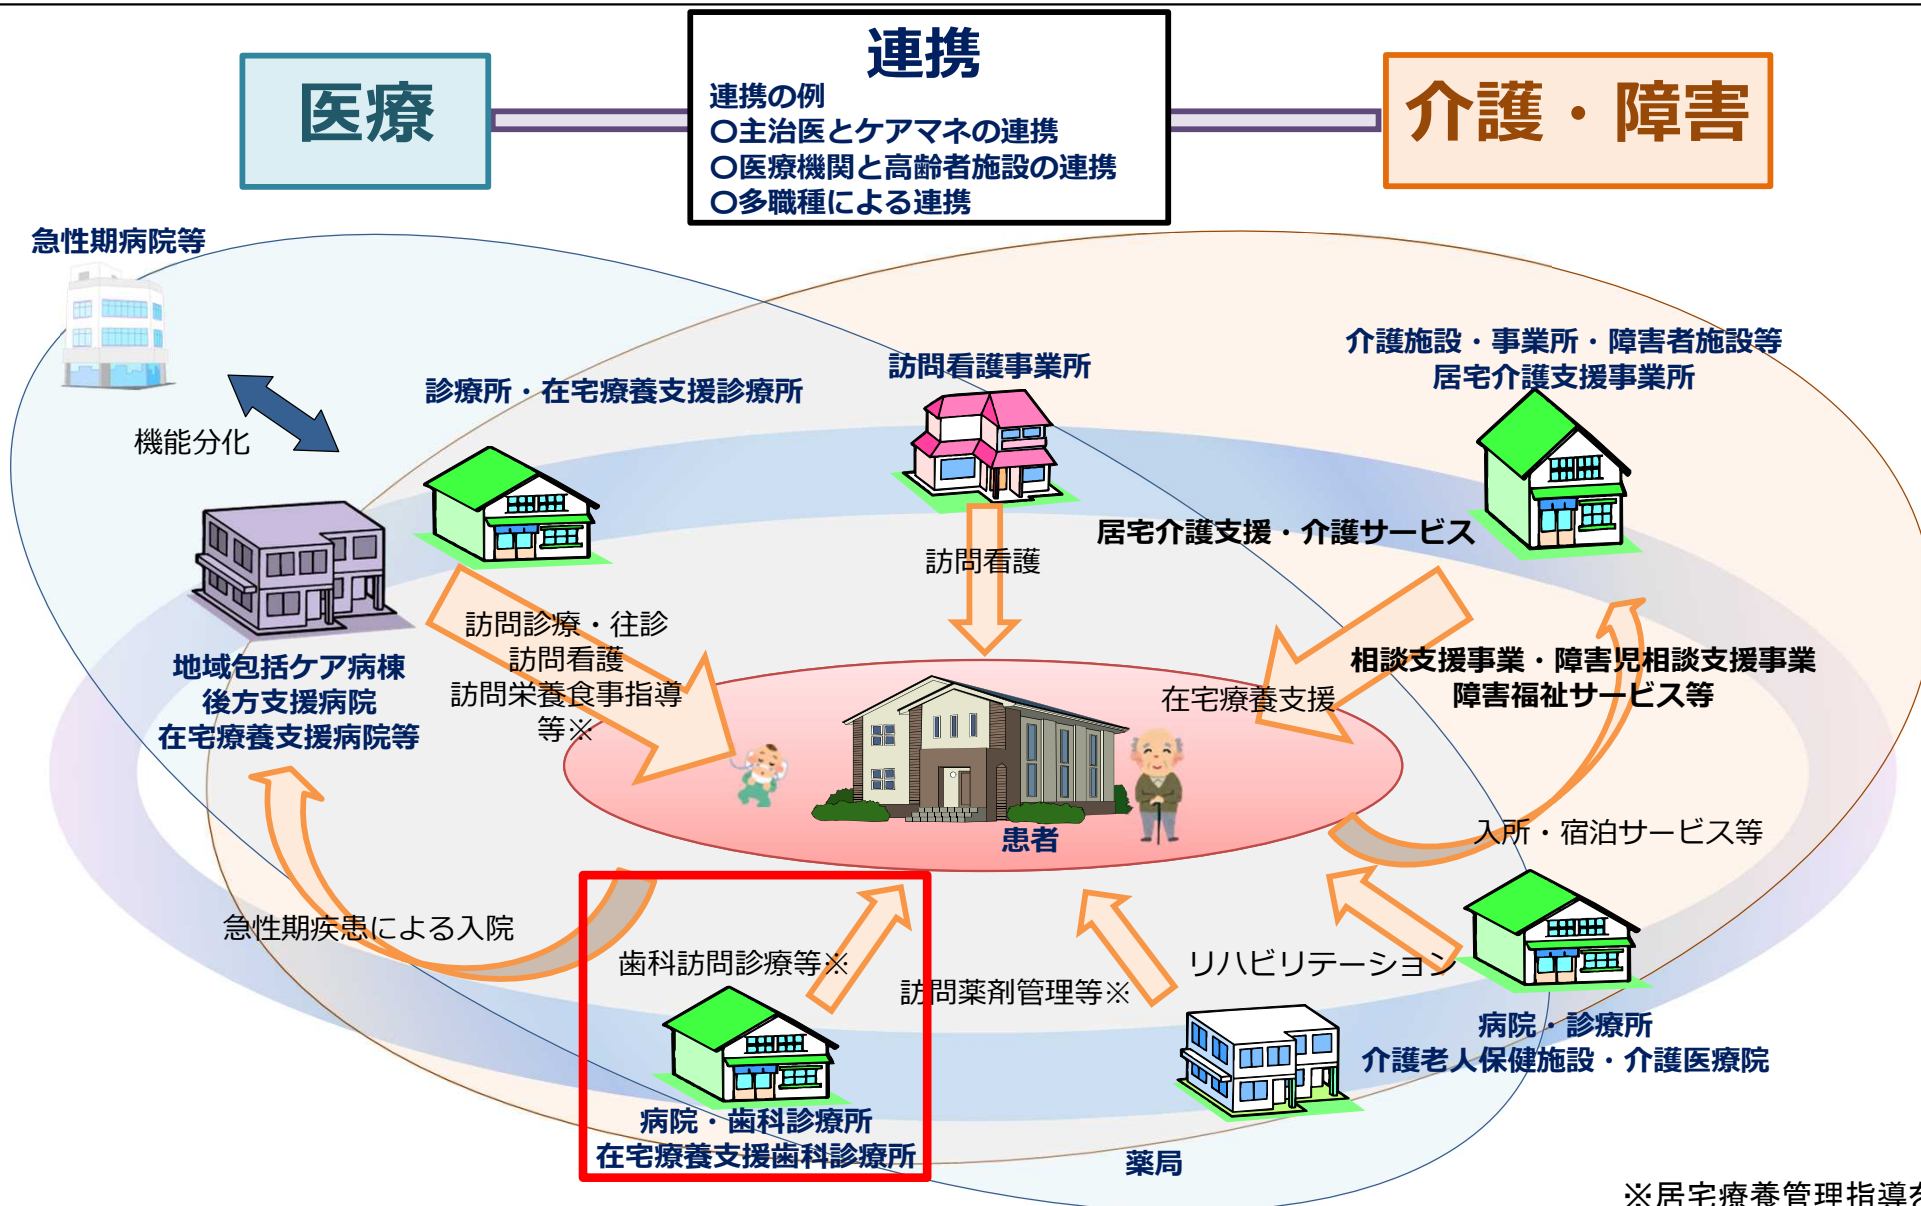 医療
連携
連携の例
〇主治医とケアマネの連携
〇医療機関と高齢者施設の連携
〇多職種による連携
介護・障害
急性期病院等
機能分化
診療所・在宅療養支援診療所
訪問看護事業所
介護施設・事業所・障害者施設等
居宅介護支援事業所
訪問看護
居宅介護支援・介護サービス
訪問診療・往診
訪問看護
訪問栄養食事指導
等※
地域包括ケア病棟
後方支援病院
在宅療養支援病院等
在宅療養支援
相談支援事業・障害児相談支援事業
障害福祉サービス等
患者
入所・宿泊サービス等
急性期疾患による入院
歯科訪問診療等※
訪問薬剤管理等※
リハビリテーション
病院・歯科診療所
在宅療養支援歯科診療所
薬局
病院・診療所
介護老人保健施設・介護医療院
※居宅療養管理指導